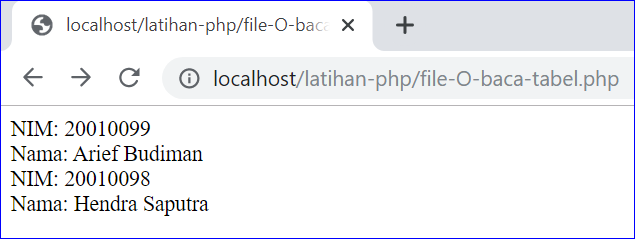 localhost/latihan-php/file-O-baca
localhost/latihan-php/file-O-baca-tabel.php
NIM: 20010099
Nama: Arief Budiman
NIM: 20010098
Nama: Hendra Saputra